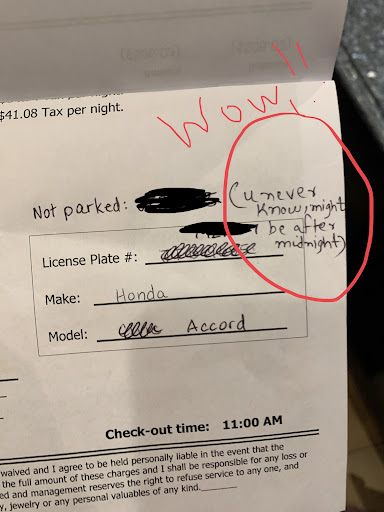 $41.08 Tax per night.
Wow!!
Not parked: (u never
know, might
be after
midnight)
License Plate #:
Make: Honda
Model: Accord
Check-out time: 11:00 AM
waived and I agree to be held personally liable in the event that the
the full amount of these charges and I shall be responsible for any loss or
ed and management reserves the right to refuse service to any one, and
y, jewelry or any personal valuables of any kind.